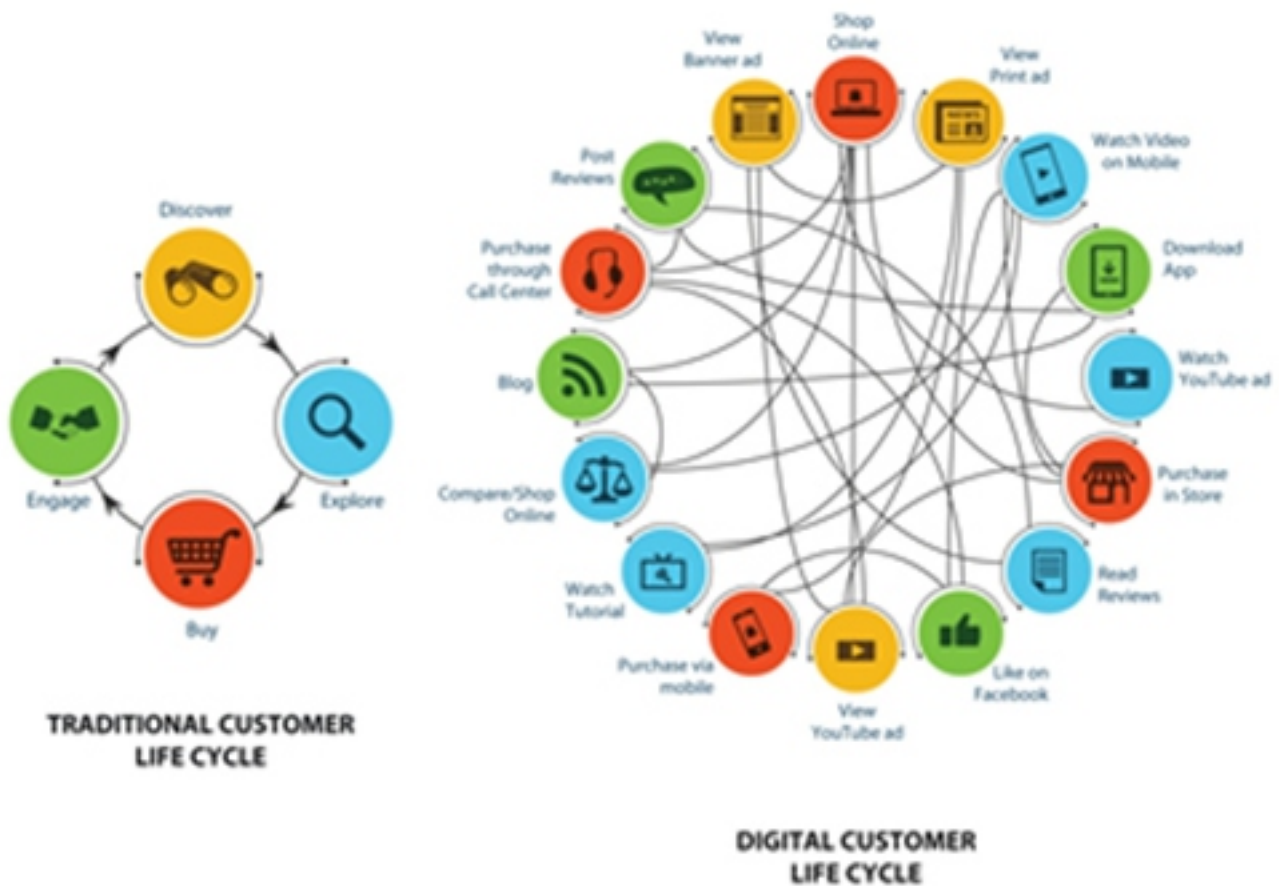 Discover
Explore
Buy
Engage
TRADITIONAL CUSTOMER
LIFE CYCLE
Shop
Online
View
Print ad
Watch Video
on Mobile
Download
App
Watch
YouTube ad
Purchase
in Store
Read
Reviews
Like on
Facebook
View
YouTube ad
Purchase via
mobile
Watch
Tutorial
Compare/Shop
Online
Blog
Purchase
through
Call Center
Post
Reviews
View
Banner ad
NEWS
DIGITAL CUSTOMER
LIFE CYCLE